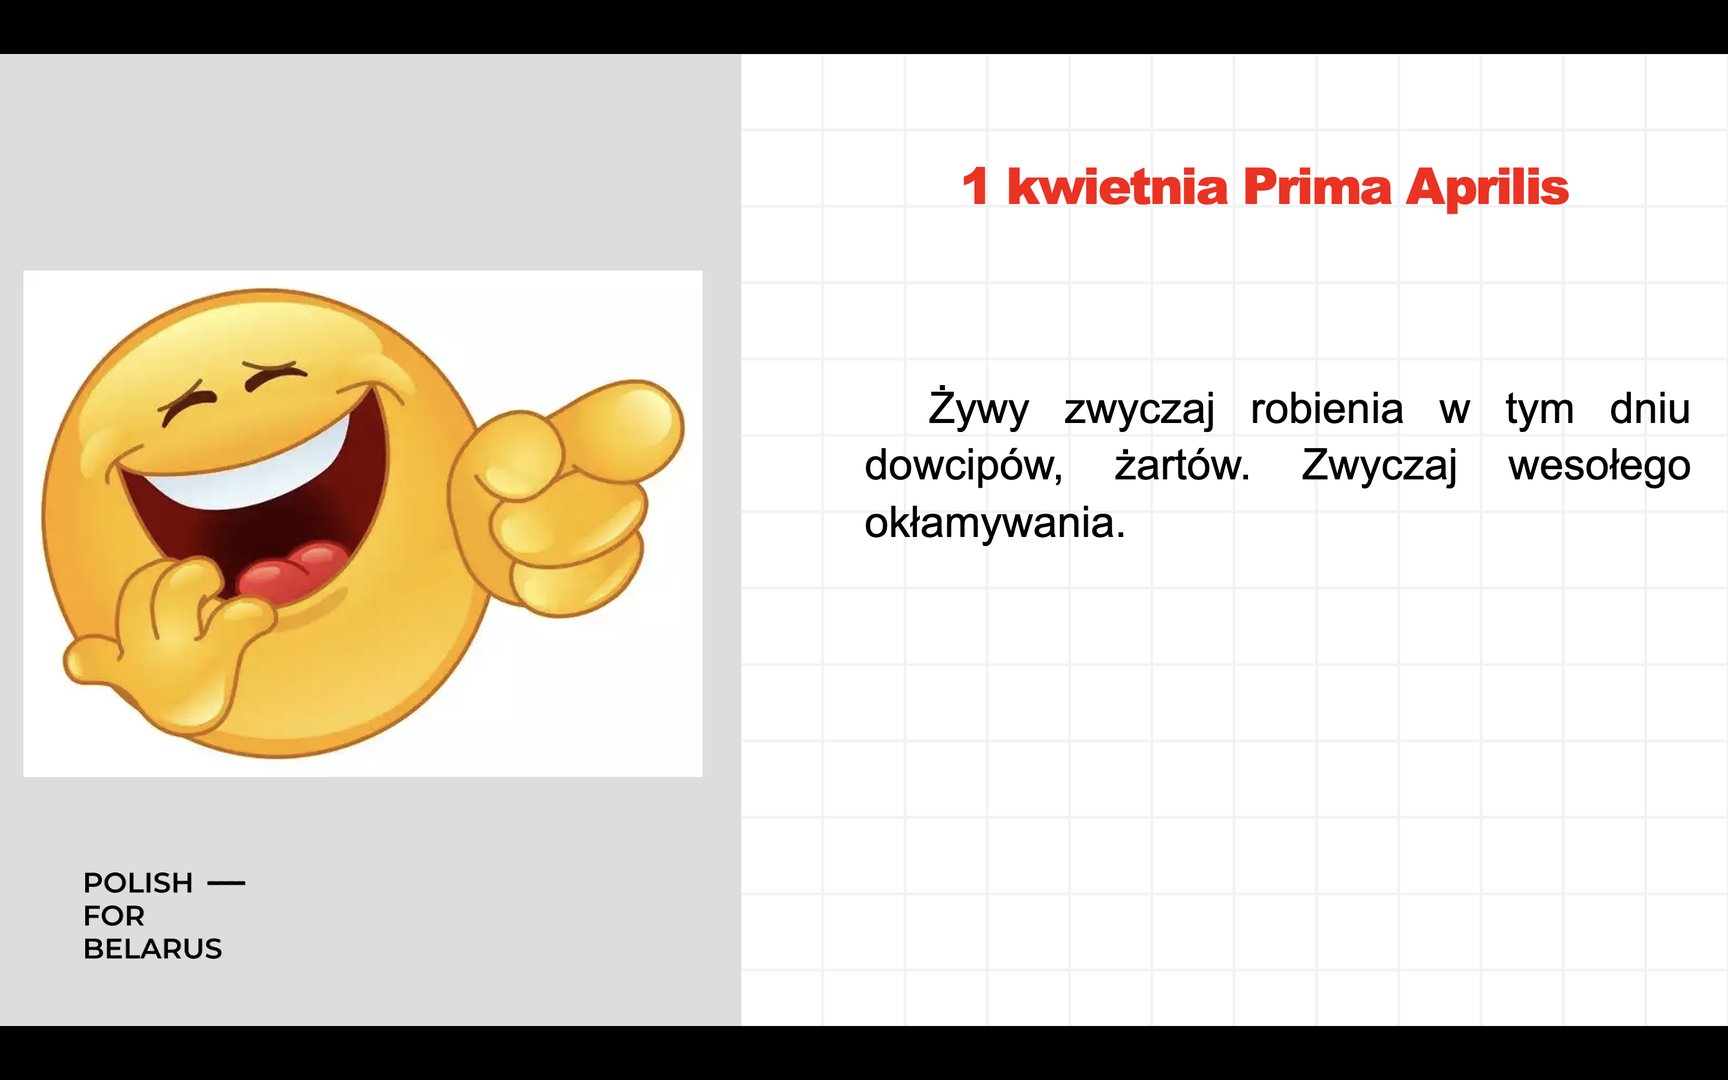 1 kwietnia Prima Aprilis
Żywy zwyczaj robienia w tym dniu
dowcipów, żartów. Zwyczaj wesołego
okłamywania.
POLISH —
FOR
BELARUS